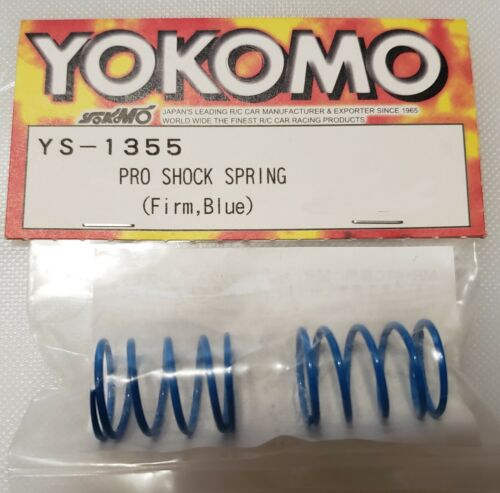 YOKOMO
YOKOMO JAPAN'S LEADING R/C CAR MANUFACTURER & EXPORTER SINCE 1965
WORLD WIDE THE FINEST R/C CAR RACING PRODUCTS.
YS-1355
PRO SHOCK SPRING
(Firm,Blue)